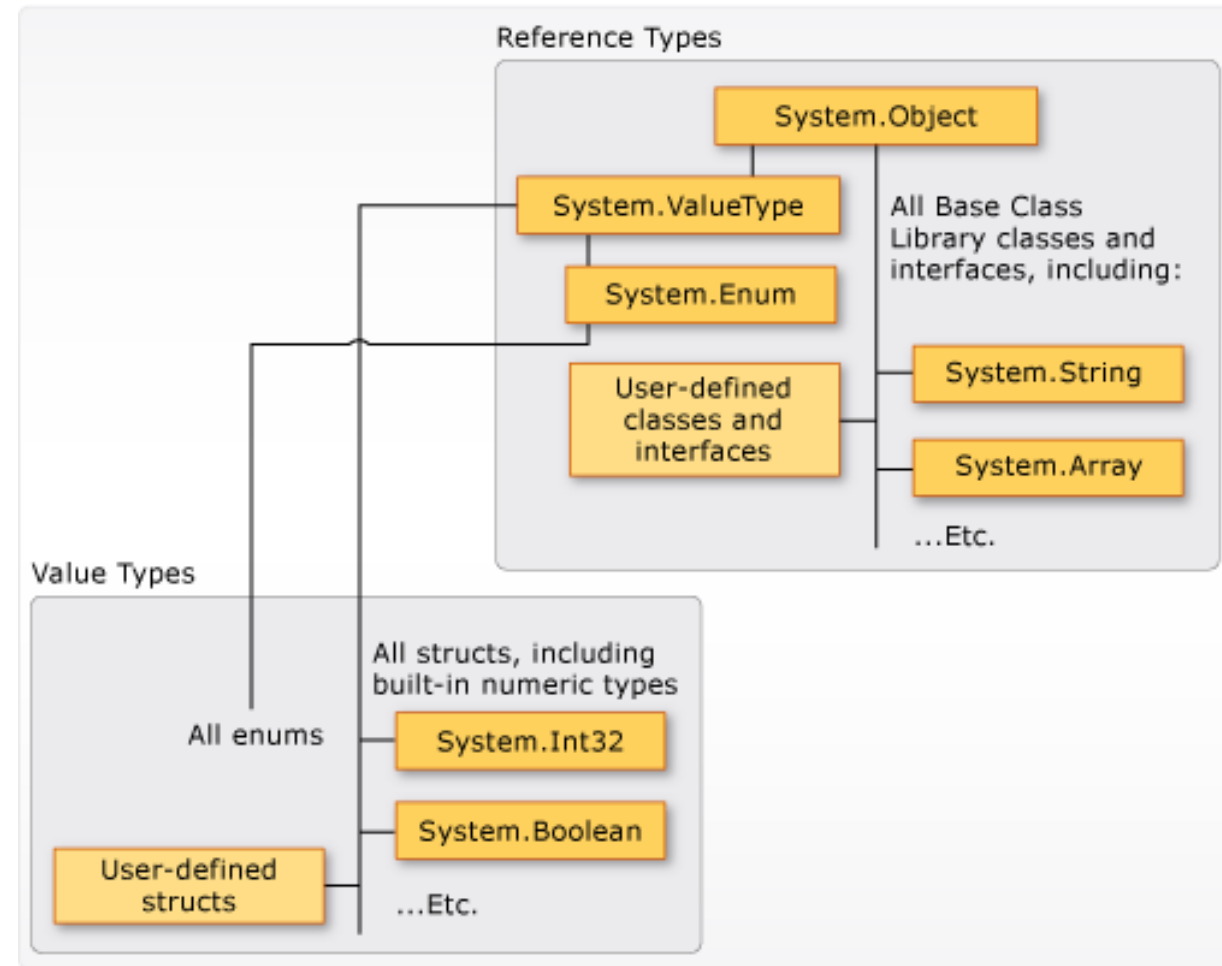 Reference Types
System.Object
System.ValueType
All Base Class
Library classes and
interfaces, including:
System.Enum
User-defined
classes and
interfaces
System.String
System.Array
...Etc.
Value Types
All structs, including
built-in numeric types
All enums
System.Int32
System.Boolean
User-defined
structs
...Etc.